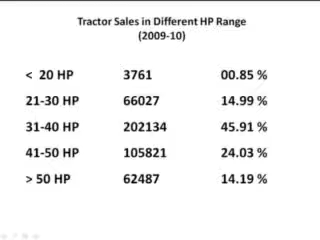 Tractor Sales in Different HP Range
(2009-10)
< 20 HP 3761 00.85 %
21-30 HP 66027 14.99 %
31-40 HP 202134 45.91 %
41-50 HP 105821 24.03 %
> 50 HP 62487 14.19 %